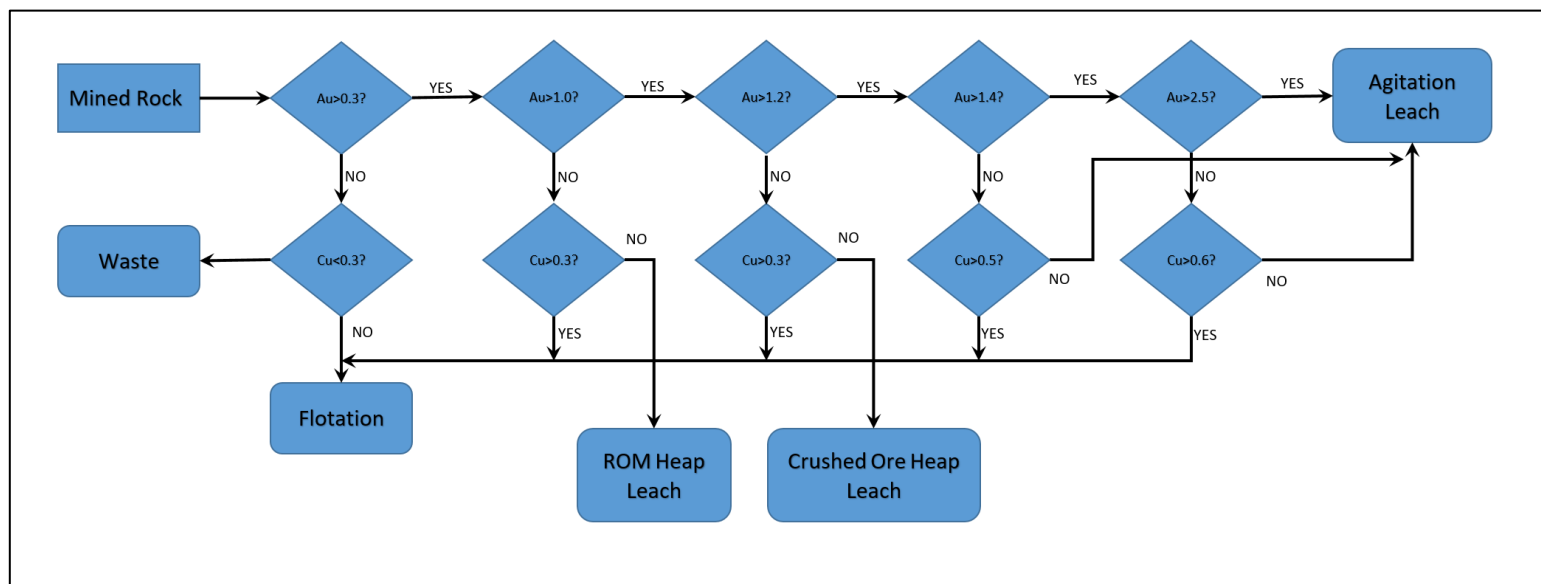 Mined Rock
Au>0.3?
YES
Au>1.0?
YES
Au>1.2?
YES
Au>1.4?
YES
Au>2.5?
YES
Agitation
Leach
NO
NO
NO
NO
NO
Waste
Cu<0.3?
Cu>0.3?
NO
Cu>0.3?
NO
Cu>0.5?
NO
Cu>0.6?
NO
NO
YES
YES
YES
YES
Flotation
ROM Heap
Leach
Crushed Ore Heap
Leach